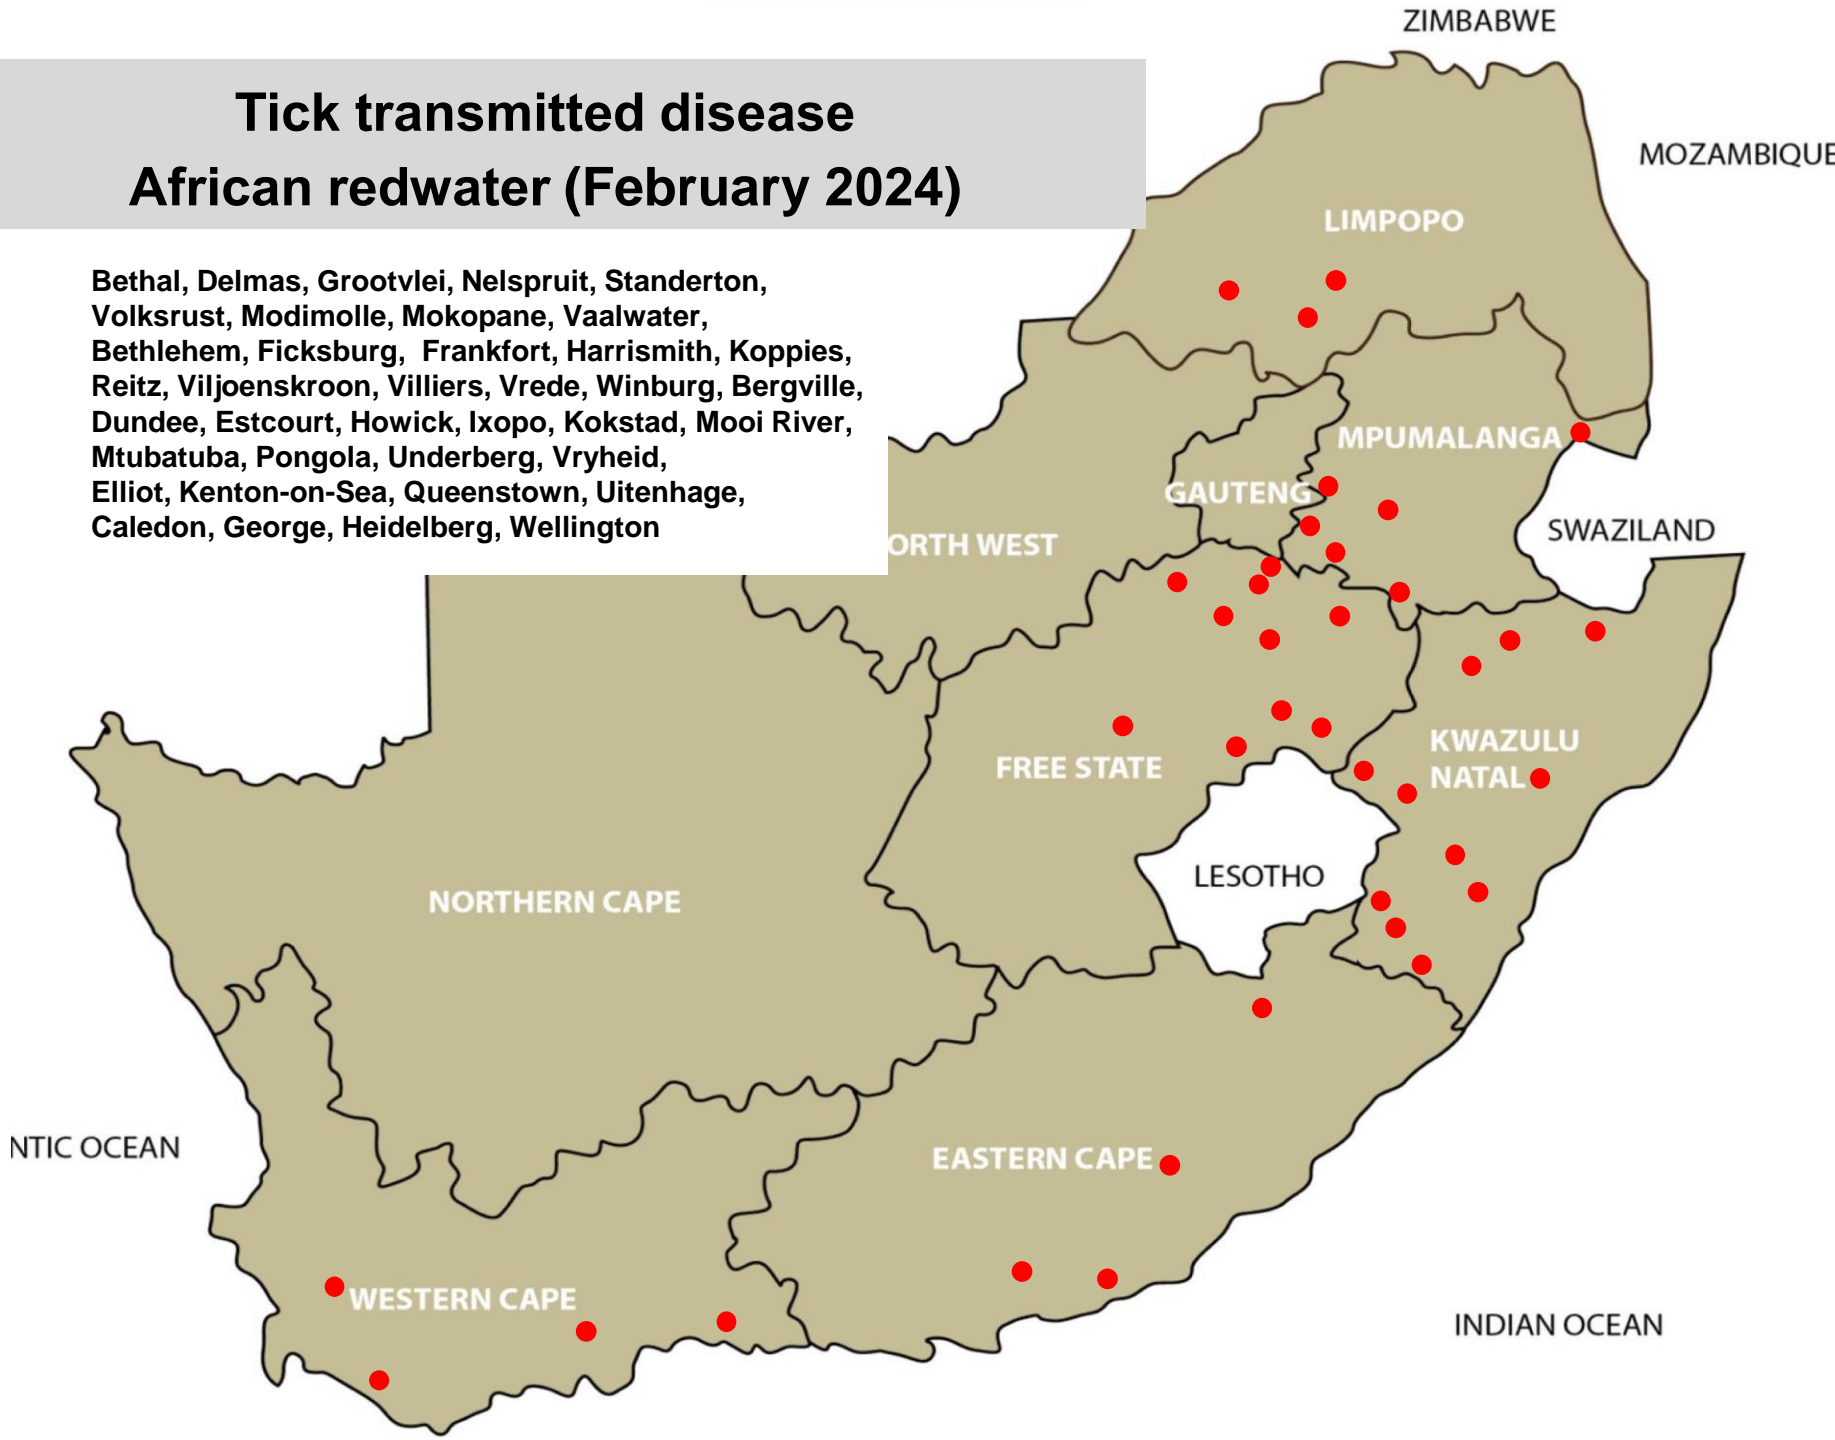 ZIMBABWE
Tick transmitted disease
African redwater (February 2024)
MOZAMBIQUE
LIMPOPO
Bethal, Delmas, Grootvlei, Nelspruit, Standerton,
Volksrust, Modimolle, Mokopane, Vaalwater,
Bethlehem, Ficksburg, Frankfort, Harrismith, Koppies,
Reitz, Viljoenskroon, Villiers, Vrede, Winburg, Bergville,
Dundee, Estcourt, Howick, Ixopo, Kokstad, Mooi River,
Mtubatuba, Pongola, Underberg, Vryheid,
Elliot, Kenton-on-Sea, Queenstown, Uitenhage,
Caledon, George, Heidelberg, Wellington
MPUMALANGA
GAUTENG
SWAZILAND
ORTH WEST
KWAZULU
NATAL
FREE STATE
LESOTHO
NORTHERN CAPE
NTIC OCEAN
EASTERN CAPE
WESTERN CAPE
INDIAN OCEAN